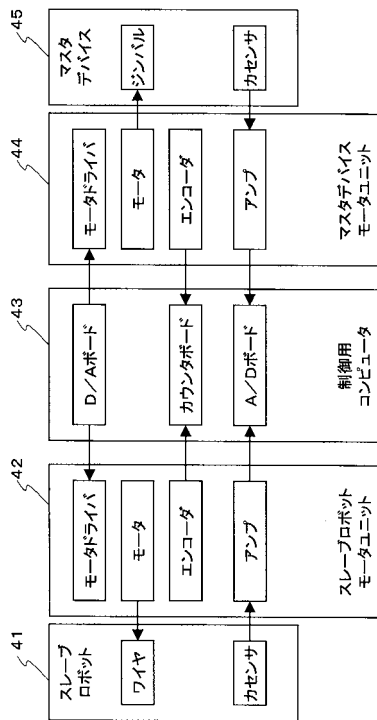 41
スレーブ
ロボット
ワイヤ
カセンサ
42
モータドライバ
モータ
エンコーダ
アンプ
スレーブロボット
モータユニット
43
D/Aボード
カウンタボード
A/Dボード
制御用
コンピュータ
44
モータドライバ
モータ
エンコーダ
アンプ
マスタデバイス
モータユニット
45
マスタ
デバイス
ジンバル
カセンサ